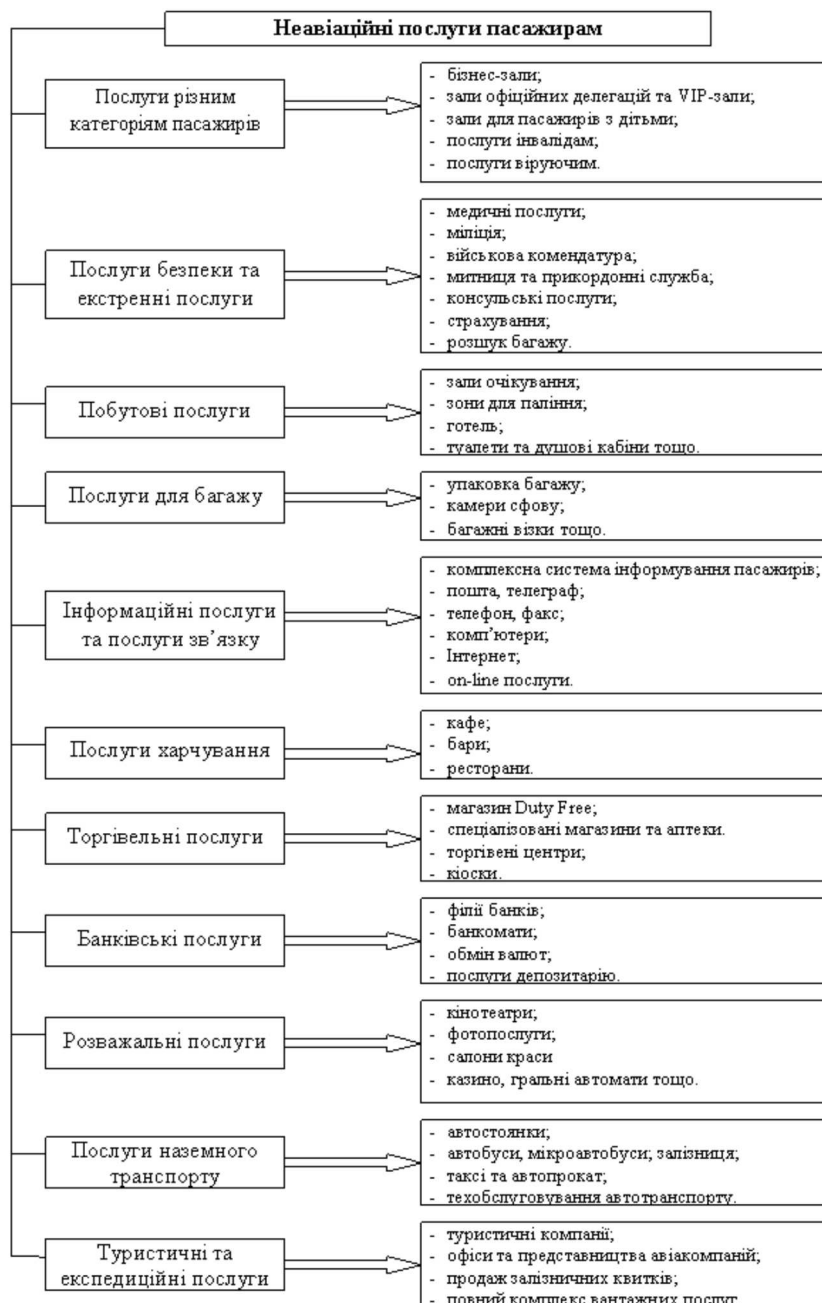 Неавіаційні послуги пасажирам
Послуги різним
категоріям пасажирів
- бізнес-зали;
- зали офіційних делегацій та VIP-зали;
- зали для пасажирів з дітьми;
- послуги інвалідам;
- послуги віруючим.
Послуги безпеки та
екстренні послуги
- медичні послуги;
- міліція;
- військова комендатура;
- митниця та прикордонні служба;
- консульські послуги;
- страхування;
- розшук багажу.
Побутові послуги
- зали очікування;
- зони для паління;
- готель;
- туалети та душові кабіни тощо.
Послуги для багажу
- упаковка багажу;
- камери сфову;
- багажні візки тощо.
Інформаційні послуги
та послуги зв’язку
- комплексна система інформування пасажирів;
- пошта, телеграф;
- телефон, факс;
- комп’ютери;
- Інтернет;
- on-line послуги.
Послуги харчування
- кафе;
- бари;
- ресторани.
Торгівельні послуги
- магазин Duty Free;
- спеціалізовані магазини та аптеки.
- торгівені центри;
- кіоски.
Банківські послуги
- філії банків;
- банкомати;
- обмін валют;
- послуги депозитарію.
Розважальні послуги
- кінотеатри;
- фотопослуги;
- салони краси
- казино, гральні автомати тощо.
Послуги наземного
транспорту
- автостоянки;
- автобуси, мікроавтобуси; залізниця;
- таксі та автопрокат;
- техобслуговування автотранспорту.
Туристичні та
експедиційні послуги
- туристичні компанії;
- офіси та представництва авіакомпаній;
- продаж залізничних квитків;
- повний комплекс вантажних послуг